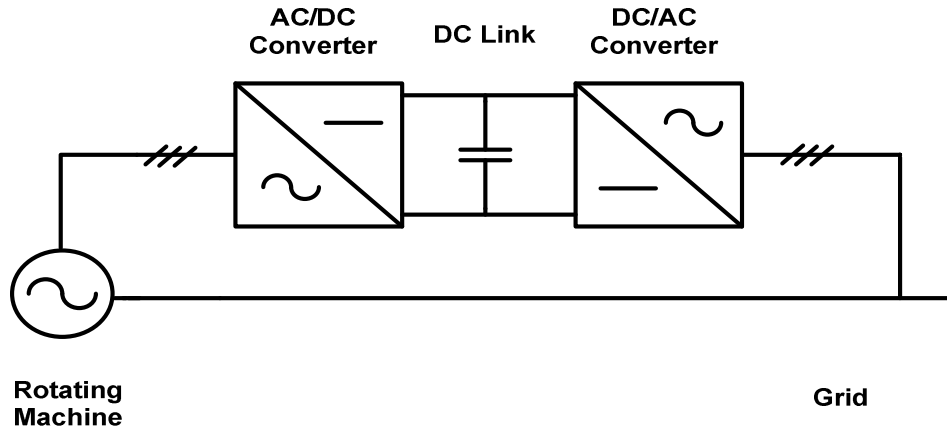 AC/DC
Converter
DC Link
DC/AC
Converter
Rotating
Machine
Grid